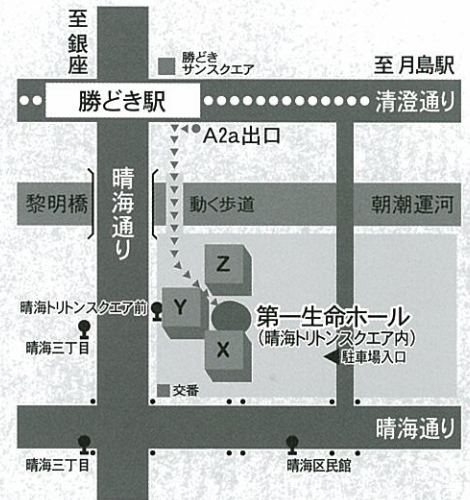 至 銀座
勝どき
サンスクエア
至 月島駅
勝どき駅
清澄通り
A2a出口
晴海通り
黎明橋
動く歩道
朝潮運河
Z
Y
X
晴海トリトンスクエア前
晴海三丁目
第一生命ホール
(晴海トリトンスクエア内)
駐車場入口
交番
晴海通り
晴海三丁目
晴海区民館